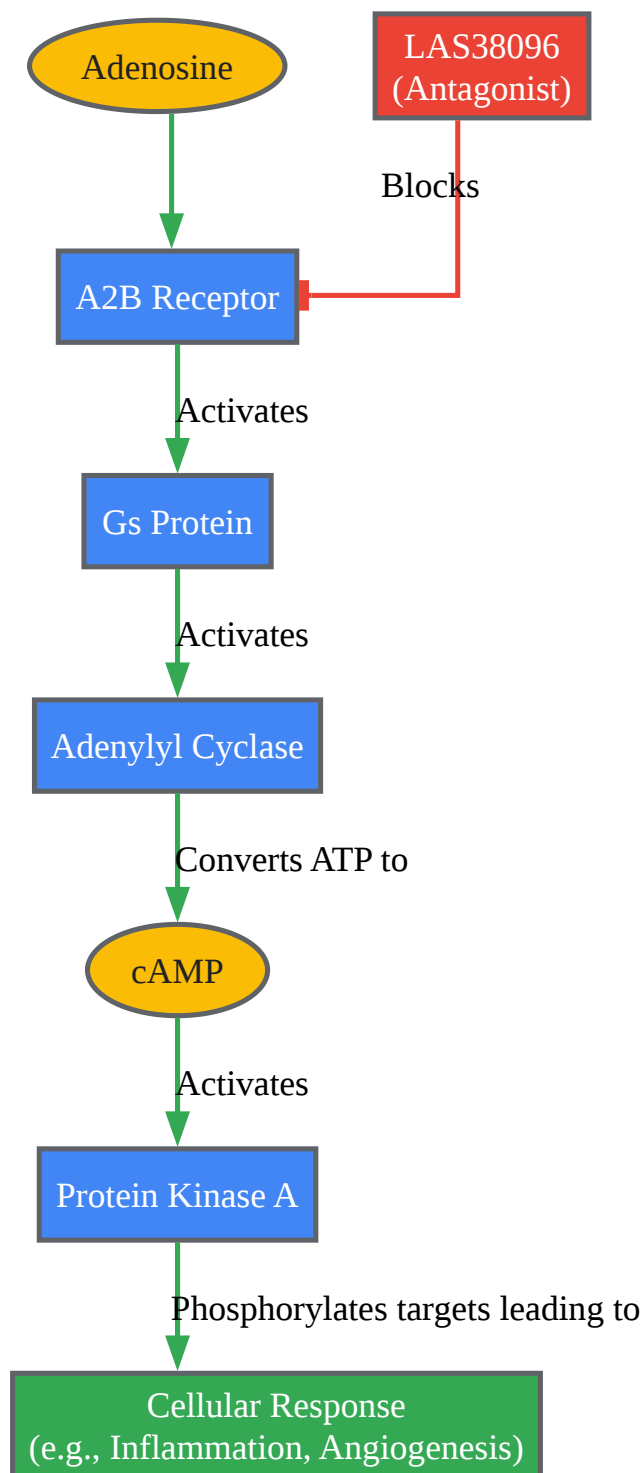 Adenosine
LAS38096
(Antagonist)
Blocks
A2B Receptor
Activates
Gs Protein
Activates
Adenylyl Cyclase
Converts ATP to
cAMP
Activates
Protein Kinase A
Phosphorylates targets leading to
Cellular Response
(e.g., Inflammation, Angiogenesis)